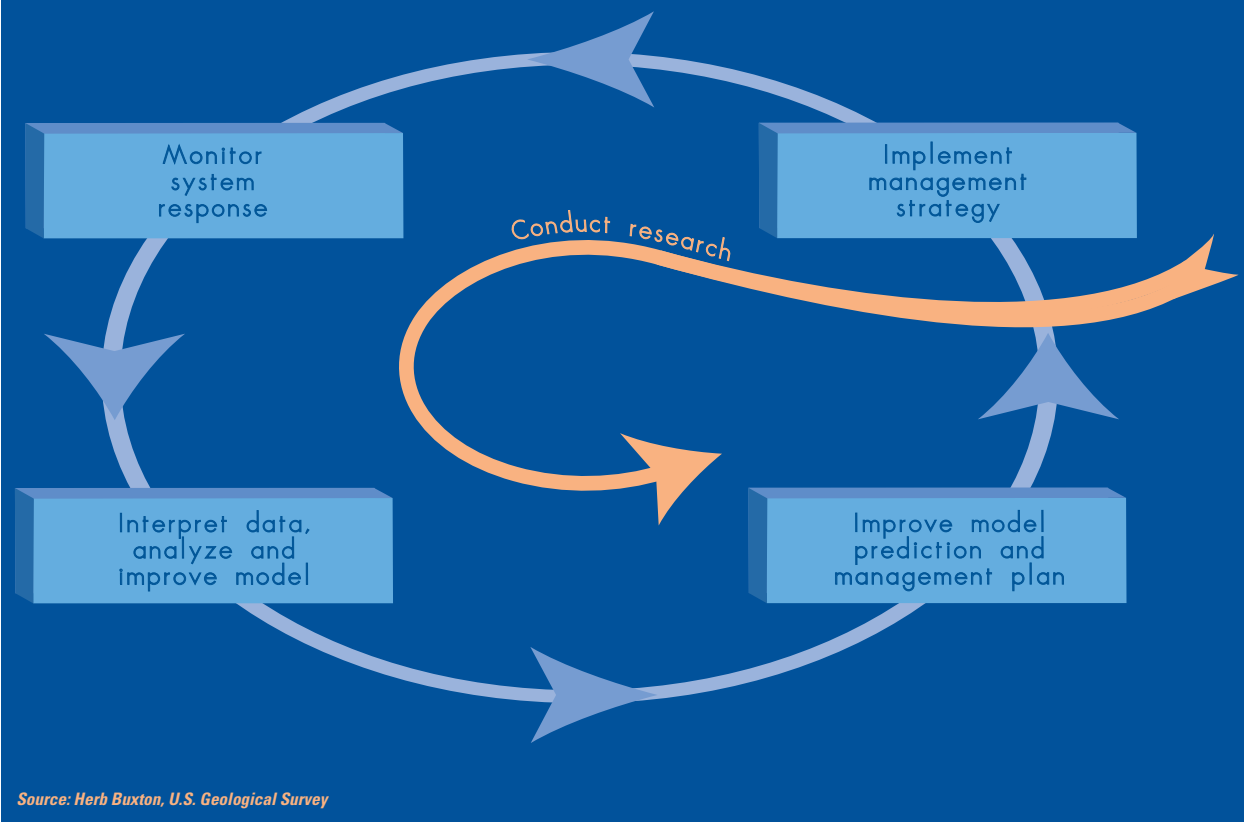 Monitor
system
response
Implement
management
strategy
Conduct research
Interpret data,
analyze and
improve model
Improve model
prediction and
management plan
Source: Herb Buxton, U.S. Geological Survey